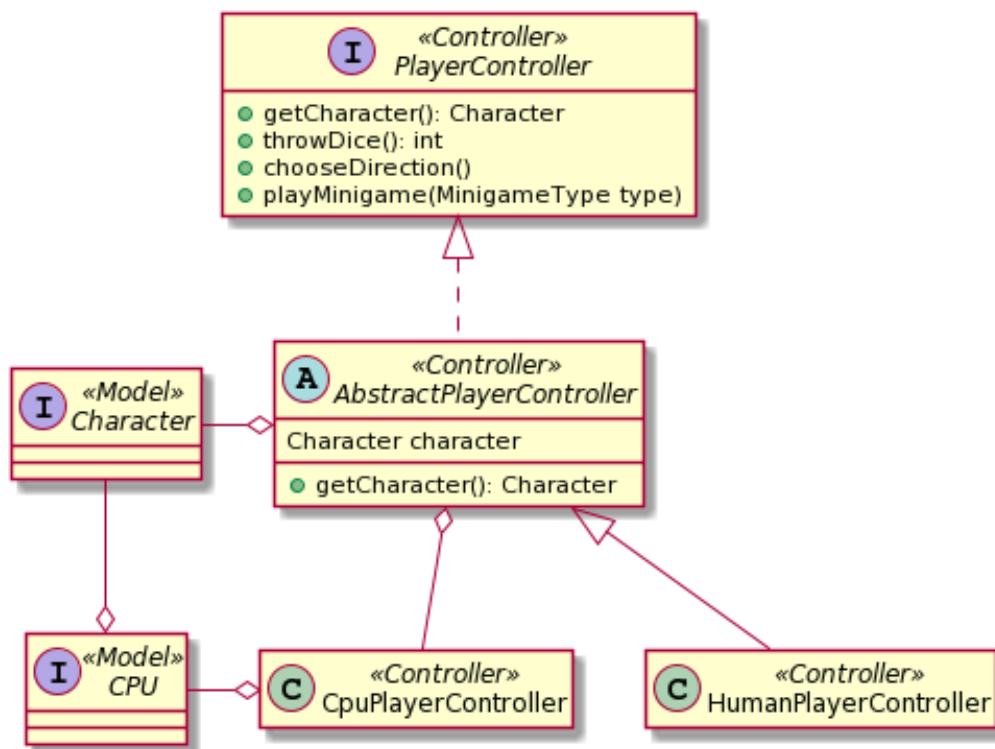 I «Controller»
PlayerController
getCharacter(): Character
throwDice(): int
chooseDirection()
playMinigame(MinigameType type)
A «Controller»
AbstractPlayerController
Character character
getCharacter(): Character
I «Model»
Character
I «Model»
CPU
C «Controller»
CpuPlayerController
C «Controller»
HumanPlayerController